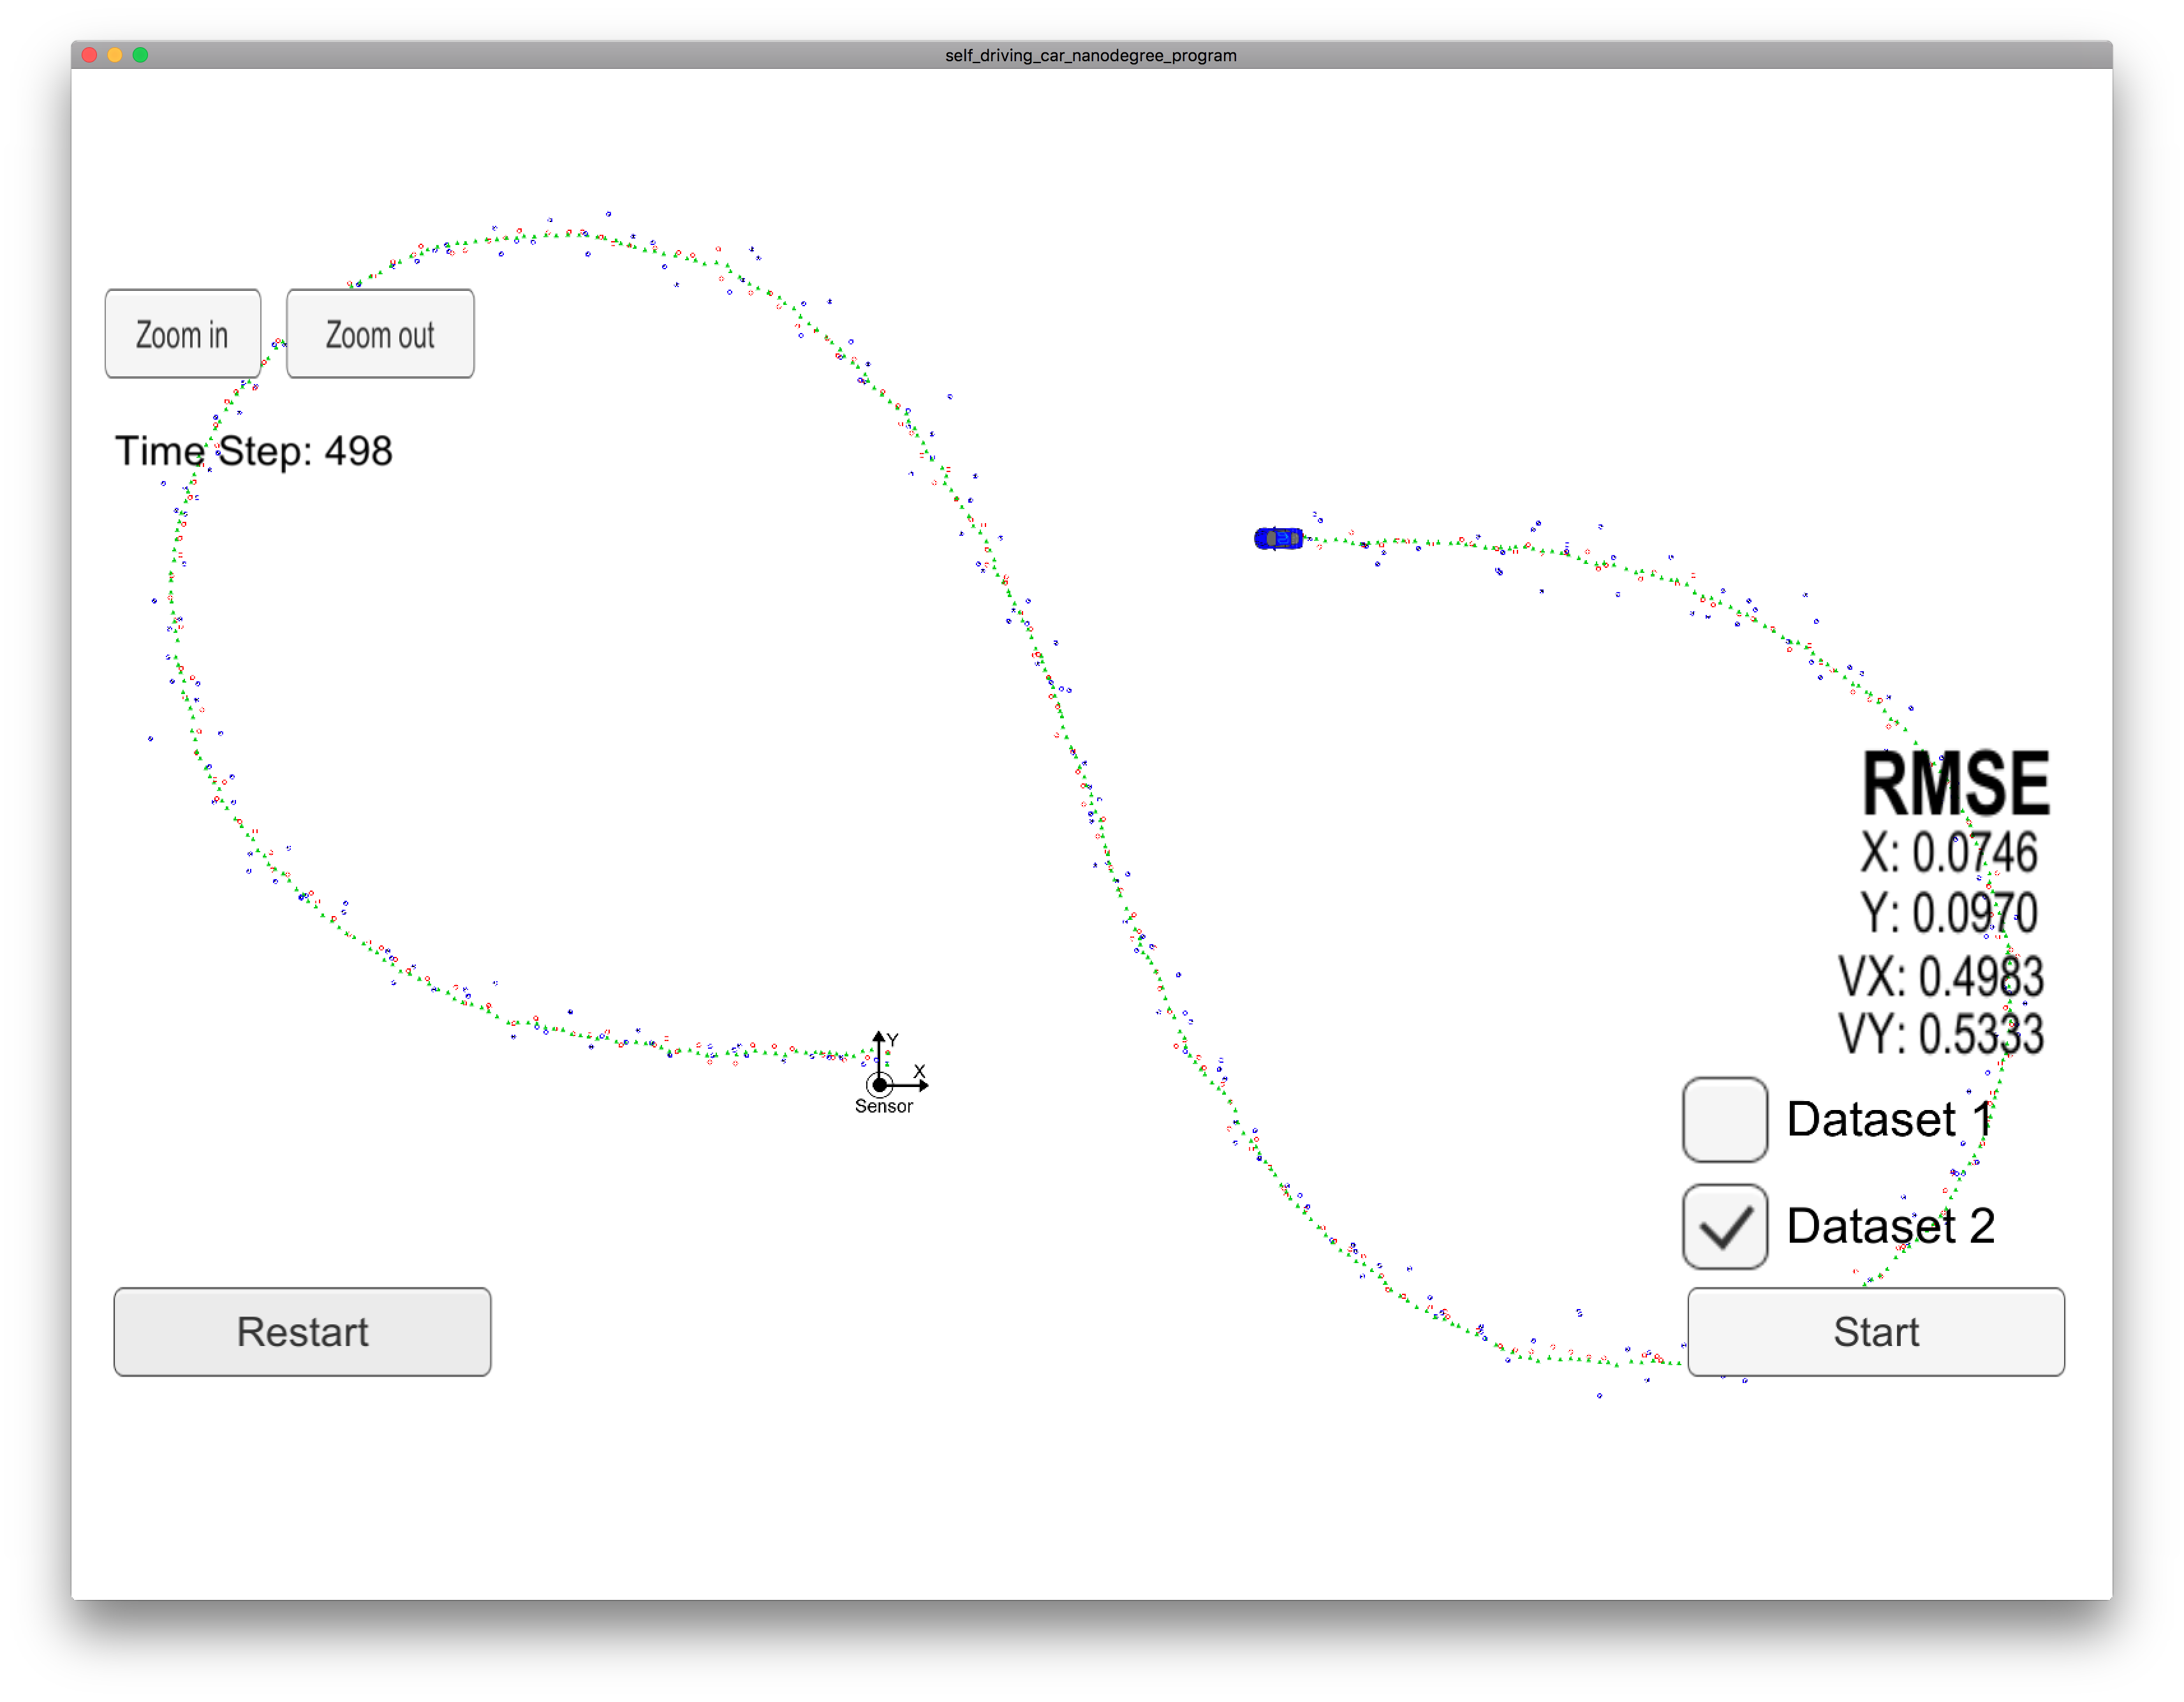 self_driving_car_nanodegree_program
Zoom in
Zoom out
Time Step: 498
RMSE
X: 0.0746
Y: 0.0970
VX: 0.4983
VY: 0.5333
Y
X
Sensor
Dataset 1
Dataset 2
Restart
Start